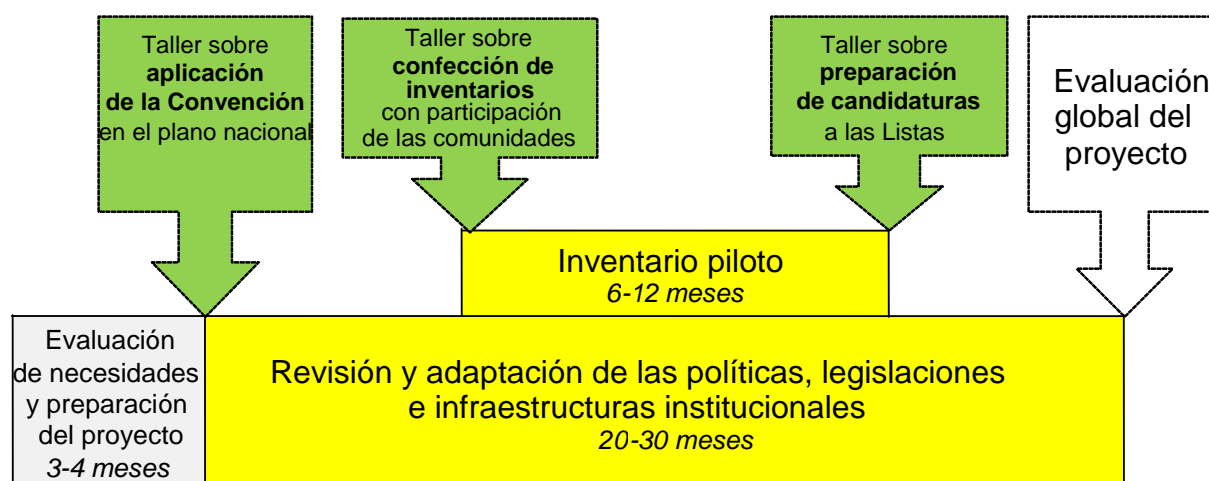 Taller sobre
aplicación
de la Convención
en el plano nacional
Taller sobre
confección de
inventarios
con participación
de las comunidades
Taller sobre
preparación
de candidaturas
a las Listas
Evaluación
global del
proyecto
Inventario piloto
6-12 meses
Evaluación
de necesidades
y preparación
del proyecto
3-4 meses
Revisión y adaptación de las políticas, legislaciones
e infraestructuras institucionales
20-30 meses